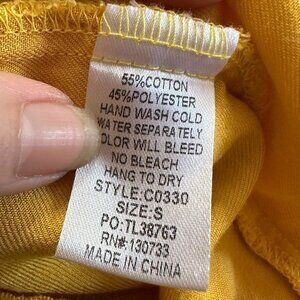 55%COTTON
45%POLYESTER
HAND WASH COLD
WATER SEPARATELY
COLOR WILL BLEED
NO BLEACH
HANG TO DRY
STYLE:C0330
SIZE:S
PO:TL38763
RN#:130733
MADE IN CHINA